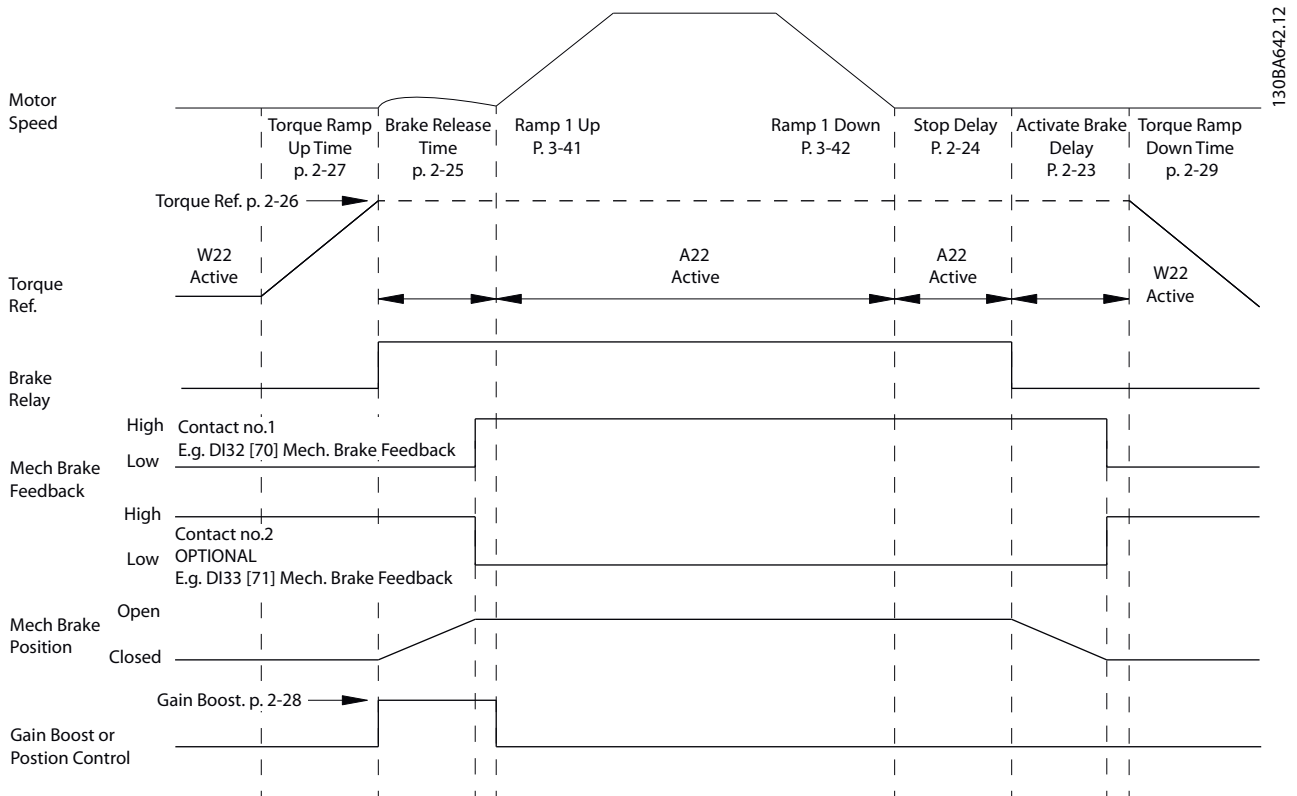 130BA642.12
Motor
Speed
Torque Ramp
Up Time
p. 2-27
Brake Release
Time
p. 2-25
Ramp 1 Up
P. 3-41
Ramp 1 Down
P. 3-42
Stop Delay
P. 2-24
Activate Brake
Delay
P. 2-23
Torque Ramp
Down Time
p. 2-29
Torque Ref. p. 2-26
W22
Active
A22
Active
A22
Active
W22
Active
Torque
Ref.
Brake
Relay
Mech Brake
Feedback
High
Contact no.1
E.g. DI32 [70] Mech. Brake Feedback
Low
High
Contact no.2
Low
OPTIONAL
E.g. DI33 [71] Mech. Brake Feedback
Mech Brake
Position
Open
Closed
Gain Boost. p. 2-28
Gain Boost or
Postion Control